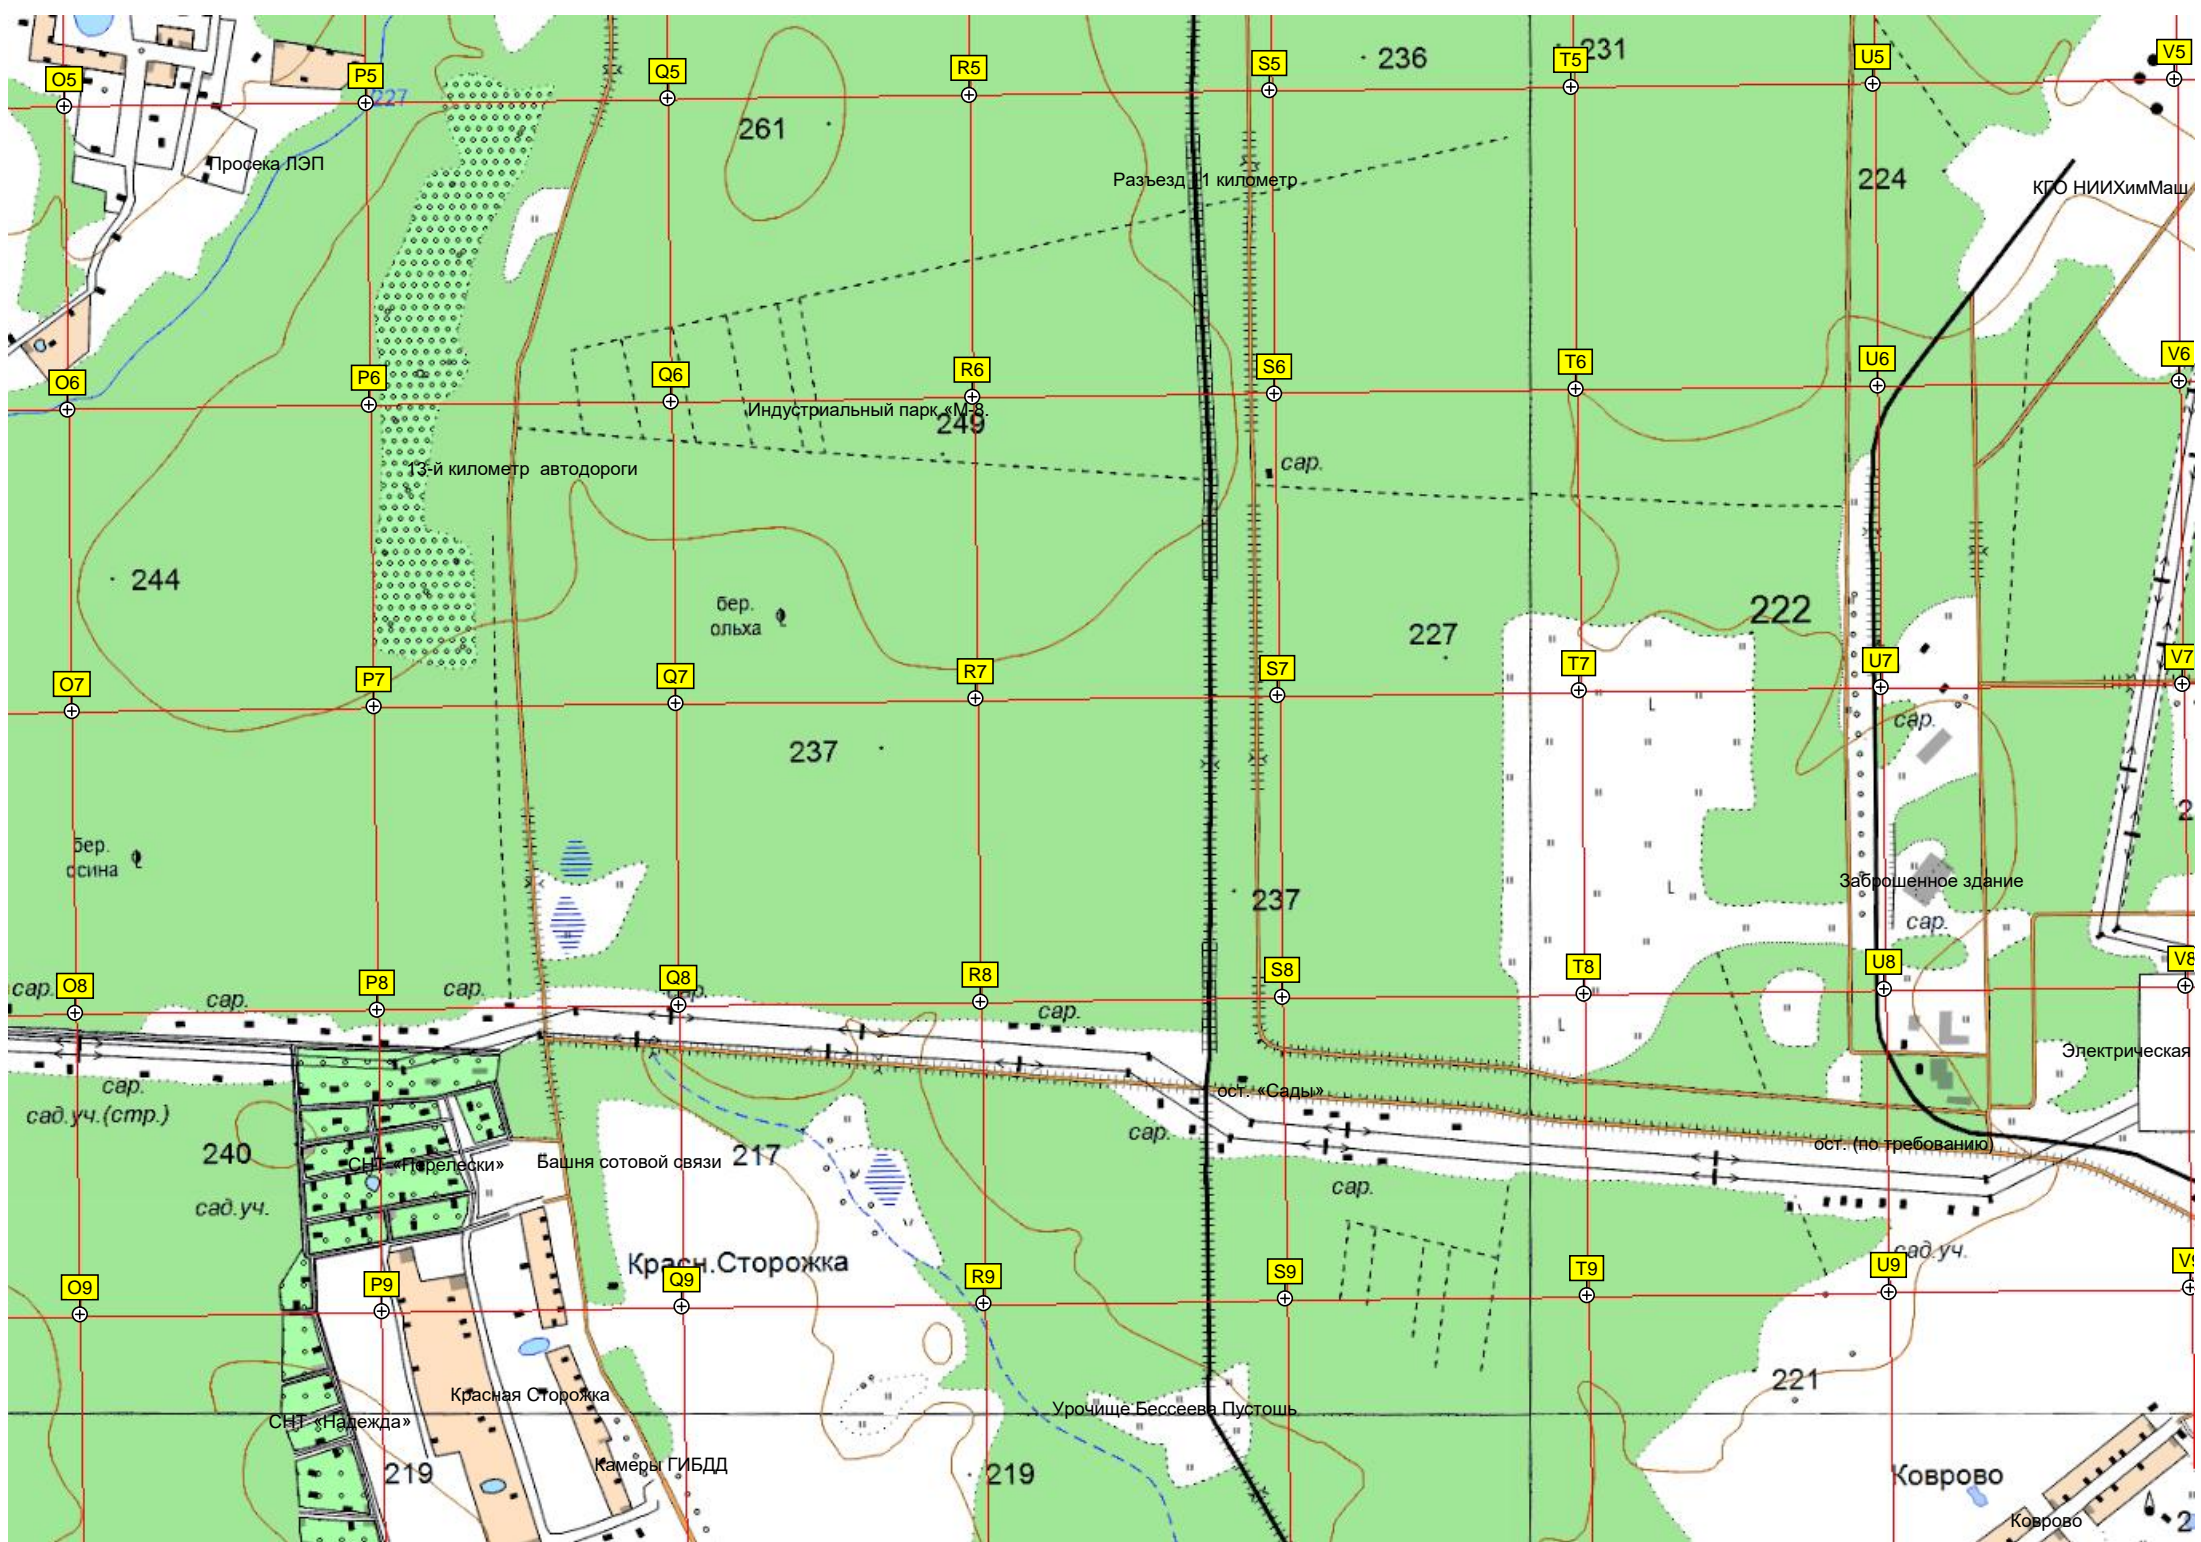 O5
P5
Q5
R5
S5
T5
U5
V5
227
236
231
261
224
Просека ЛЭП
Разъезд 1 километр
КГО НИИХимМаш
O6
P6
Q6
R6
S6
T6
U6
V6
Индустриальный парк «М-8.
249
13-й километр автодороги
сар.
244
бер.
ольха
227
222
O7
P7
Q7
R7
S7
T7
U7
V7
сар.
237
бер.
осина
237
Заброшенное здание
сар.
O8
P8
Q8
R8
S8
T8
U8
V8
сар.
сар.
сар.
сар.
сар.
Электрическая
сар.
сад.уч.(стр.)
ост. «Сады»
сар.
240
СНТ «Перелески»
Башня сотовой связи
217
ост. (по требованию)
сад.уч.
сар.
Красн.Сторожка
сад.уч.
O9
P9
Q9
R9
S9
T9
U9
221
Красная Сторожка
СНТ «Надежда»
Урочище Бессеева Пустошь
219
Камеры ГИБДД
219
Коврово
Коврово